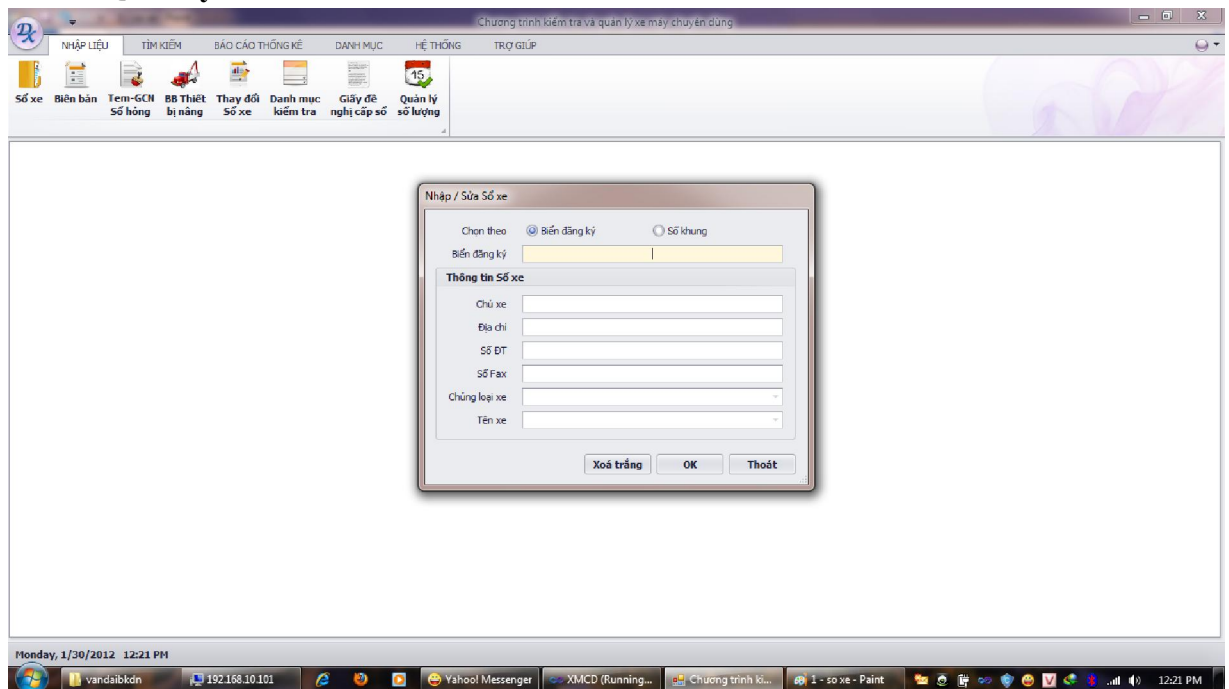 Chương trình kiểm tra và quản lý xe máy chuyên dùng
NHẬP LIỆU TÌM KIẾM BÁO CÁO THỐNG KÊ DANH MỤC HỆ THỐNG TRỢ GIÚP
Sổ xe Biên bản Tem-GCN BB Thiết Thay đổi Danh mục Giấy đề Quản lý
Số hỏng bị nâng Sổ xe kiểm tra nghị cấp sổ số lượng
Nhập / Sửa Sổ xe
Chọn theo Biển đăng ký Số khung
Biển đăng ký
Thông tin Sổ xe
Chủ xe
Địa chỉ
Số ĐT
Số Fax
Chủng loại xe
Tên xe
Xoá trắng OK Thoát
Monday, 1/30/2012 12:21 PM
vandaibkdn 192.168.10.101 Yahoo! Messenger XMCD (Running... Chương trình ki... 1 - so xe - Paint 12:21 PM